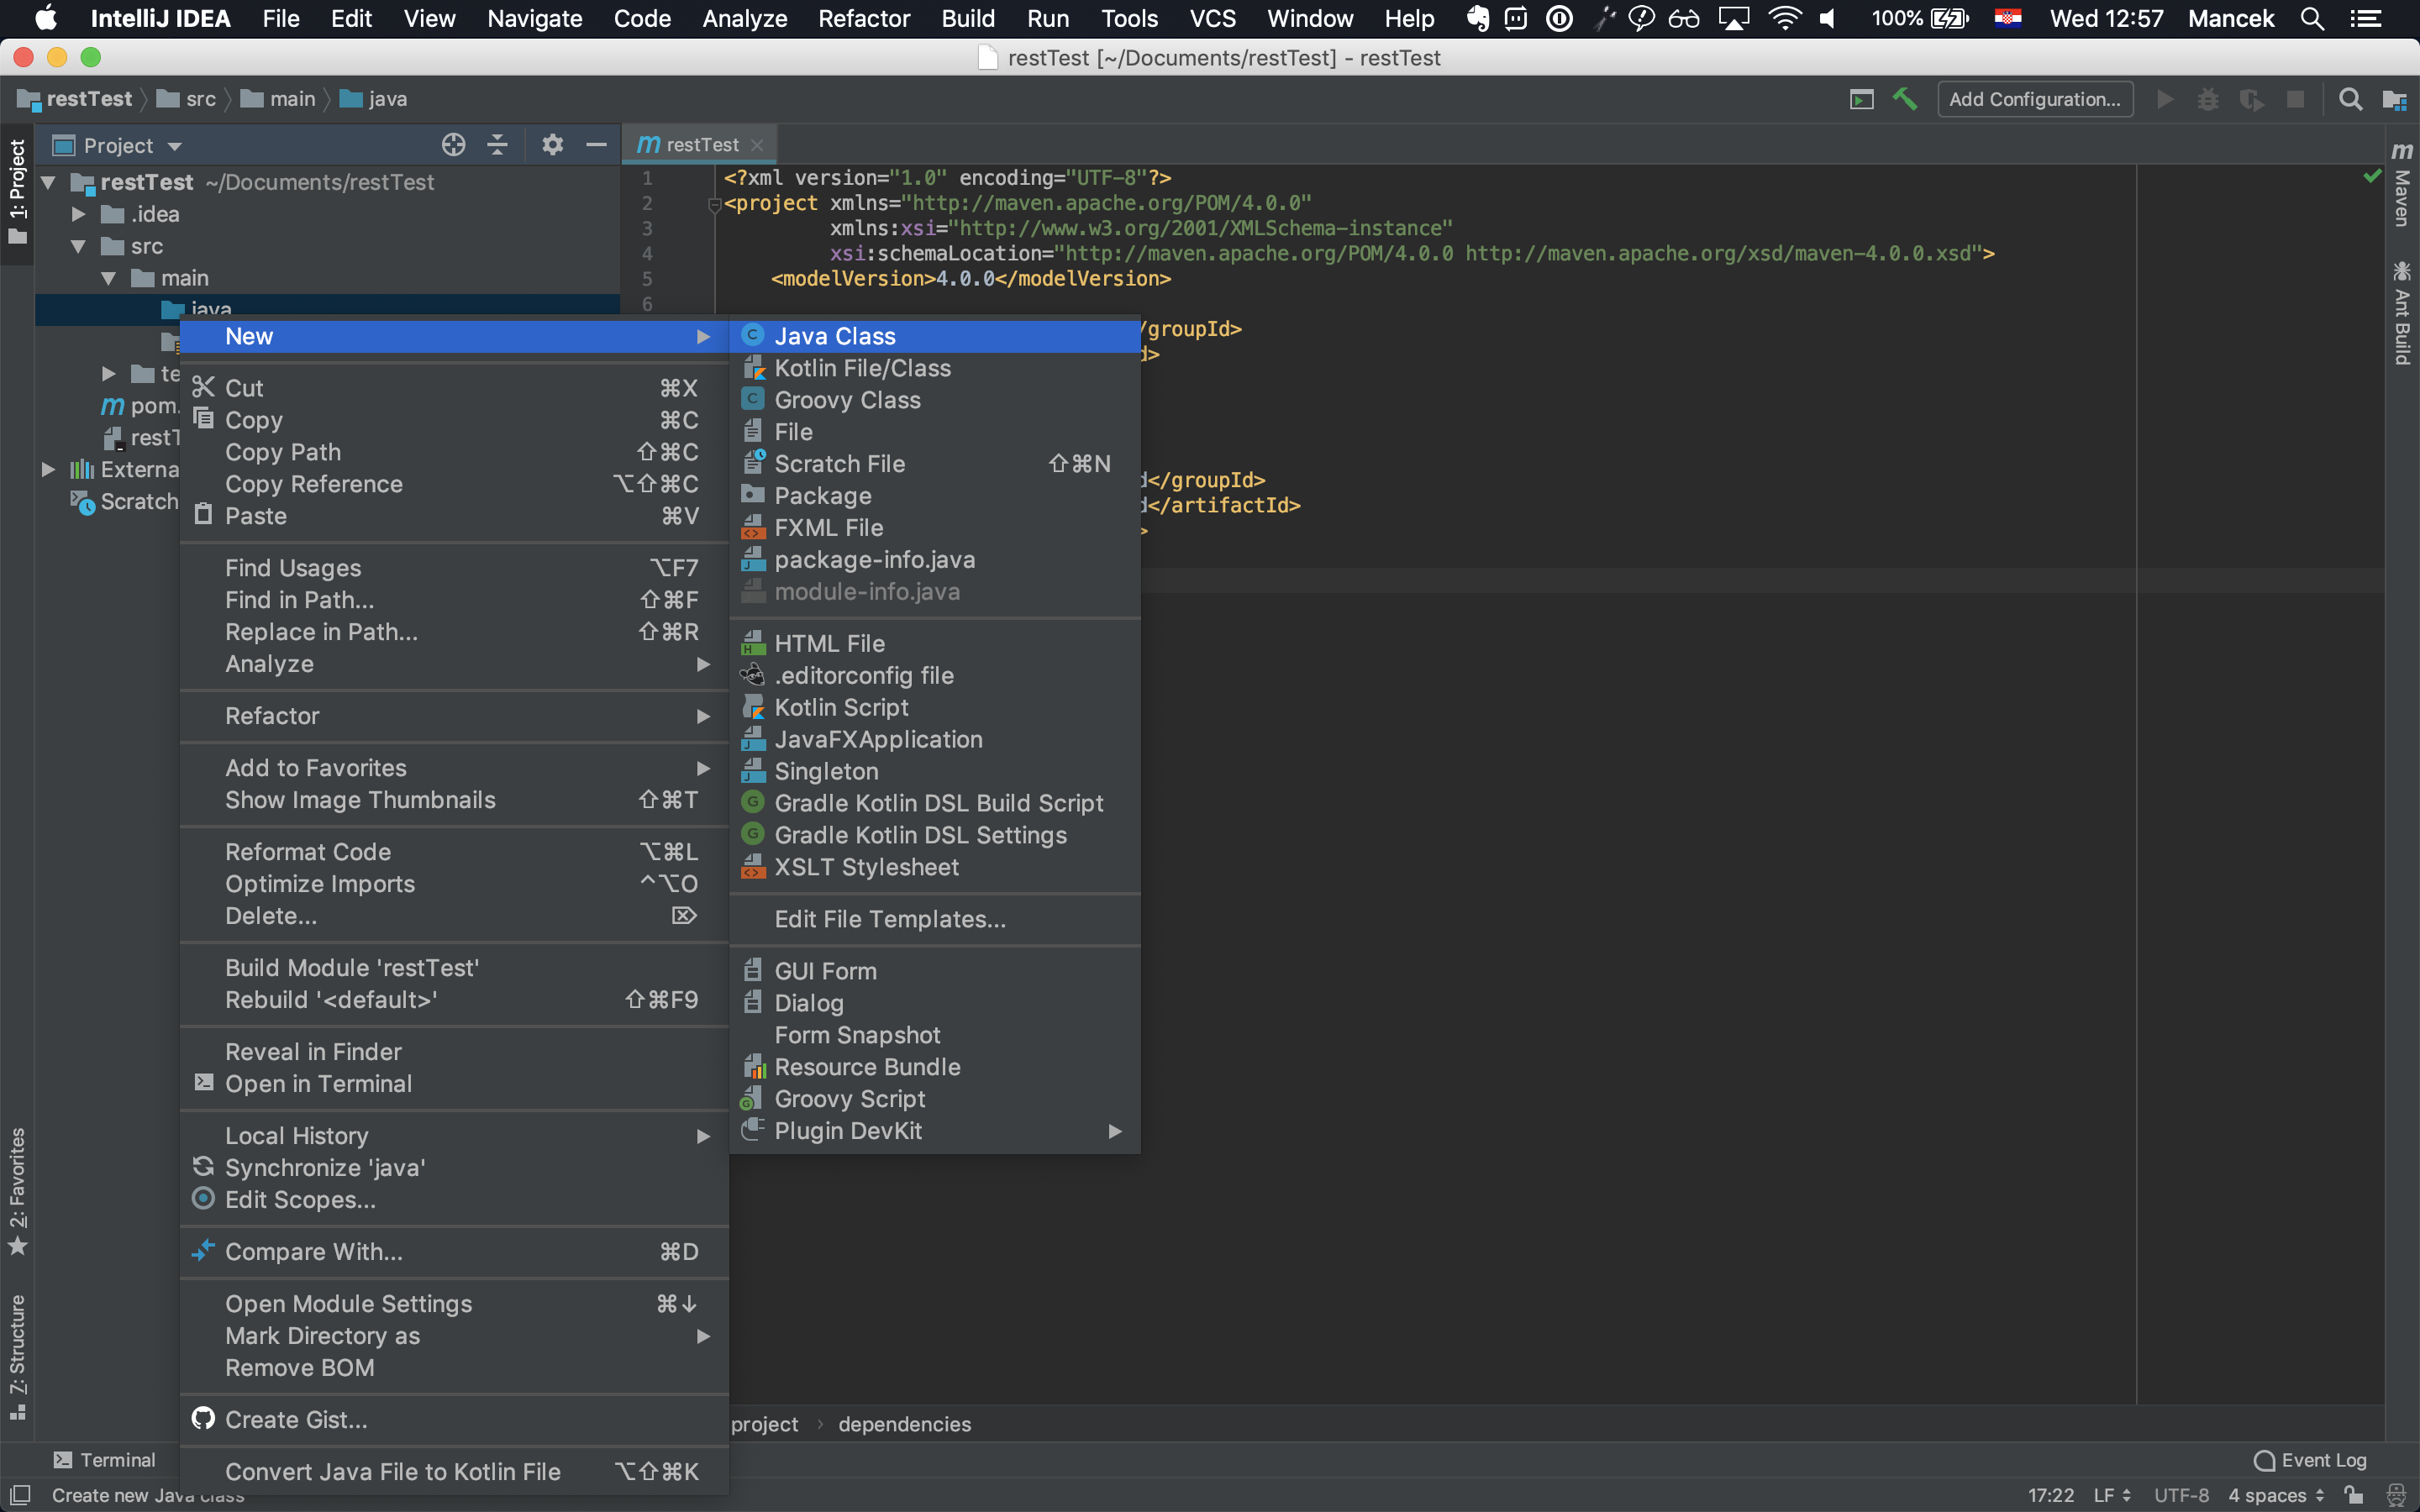 IntelliJ IDEA File Edit View Navigate Code Analyze Refactor Build Run Tools VCS Window Help 100% Wed 12:57 Mancek
restTest [~/Documents/restTest] - restTest
restTest src main java Add Configuration...
1: Project
Project
restTest
restTest ~/Documents/restTest
.idea
src
main
java
te
pom.
restT
Externa
Scratch
1 <?xml version="1.0" encoding="UTF-8"?>
2 <project xmlns="http://maven.apache.org/POM/4.0.0"
3 xmlns:xsi="http://www.w3.org/2001/XMLSchema-instance"
4 xsi:schemaLocation="http://maven.apache.org/POM/4.0.0 http://maven.apache.org/xsd/maven-4.0.0.xsd">
5 <modelVersion>4.0.0</modelVersion>
6
/groupId>
d>
d</groupId>
d</artifactId>
>
New
Cut ⌘X
Copy ⌘C
Copy Path ⇧⌘C
Copy Reference ⌥⇧⌘C
Paste ⌘V
Find Usages ⌥F7
Find in Path... ⇧⌘F
Replace in Path... ⇧⌘R
Analyze
Refactor
Add to Favorites
Show Image Thumbnails ⇧⌘T
Reformat Code ⌥⌘L
Optimize Imports ^⌥O
Delete... ⌦
Build Module 'restTest'
Rebuild '<default>' ⇧⌘F9
Reveal in Finder
Open in Terminal
Local History
Synchronize 'java'
Edit Scopes...
Compare With... ⌘D
Open Module Settings ⌘↓
Mark Directory as
Remove BOM
Create Gist...
Convert Java File to Kotlin File ⌥⇧⌘K
Java Class
Kotlin File/Class
Groovy Class
File
Scratch File ⇧⌘N
Package
FXML File
package-info.java
module-info.java
HTML File
.editorconfig file
Kotlin Script
JavaFXApplication
Singleton
Gradle Kotlin DSL Build Script
Gradle Kotlin DSL Settings
XSLT Stylesheet
Edit File Templates...
GUI Form
Dialog
Form Snapshot
Resource Bundle
Groovy Script
Plugin DevKit
Maven
Ant Build
2: Favorites
Z: Structure
project › dependencies
Terminal
Event Log
Create new Java class
17:22 LF UTF-8 4 spaces